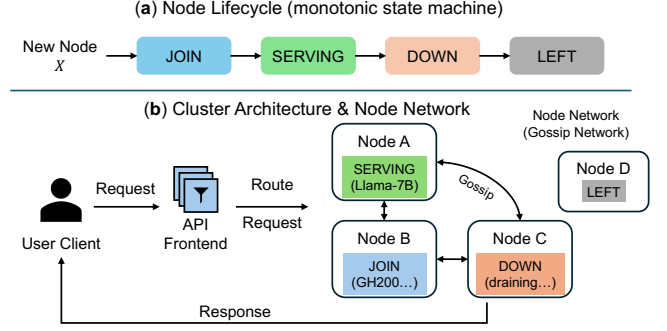 (a) Node Lifecycle (monotonic state machine)
New Node
X
JOIN
SERVING
DOWN
LEFT
(b) Cluster Architecture & Node Network
Node Network
(Gossip Network)
Node A
SERVING
(Llama-7B)
Gossip
Node D
LEFT
Request
Route
Request
User Client
API
Frontend
Node B
JOIN
(GH200...)
Node C
DOWN
(draining...)
Response